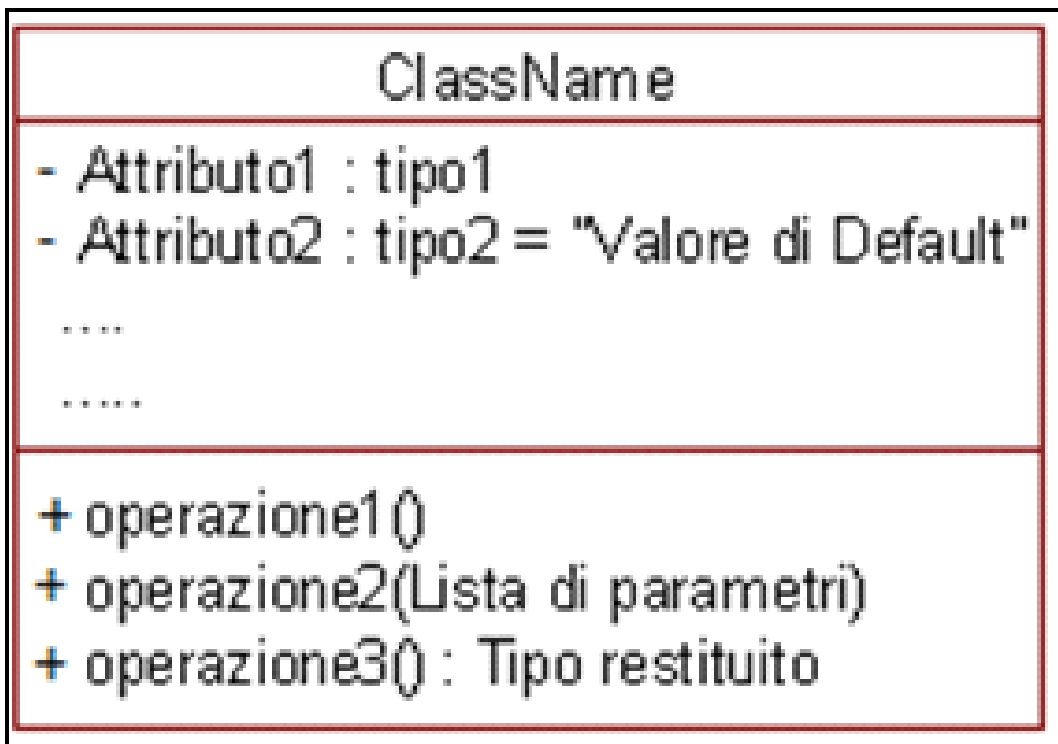 ClassName
- Attributo1 : tipo1
- Attributo2 : tipo2 = "Valore di Default"
....
.....
+ operazione1()
+ operazione2(Lista di parametri)
+ operazione3() : Tipo restituito